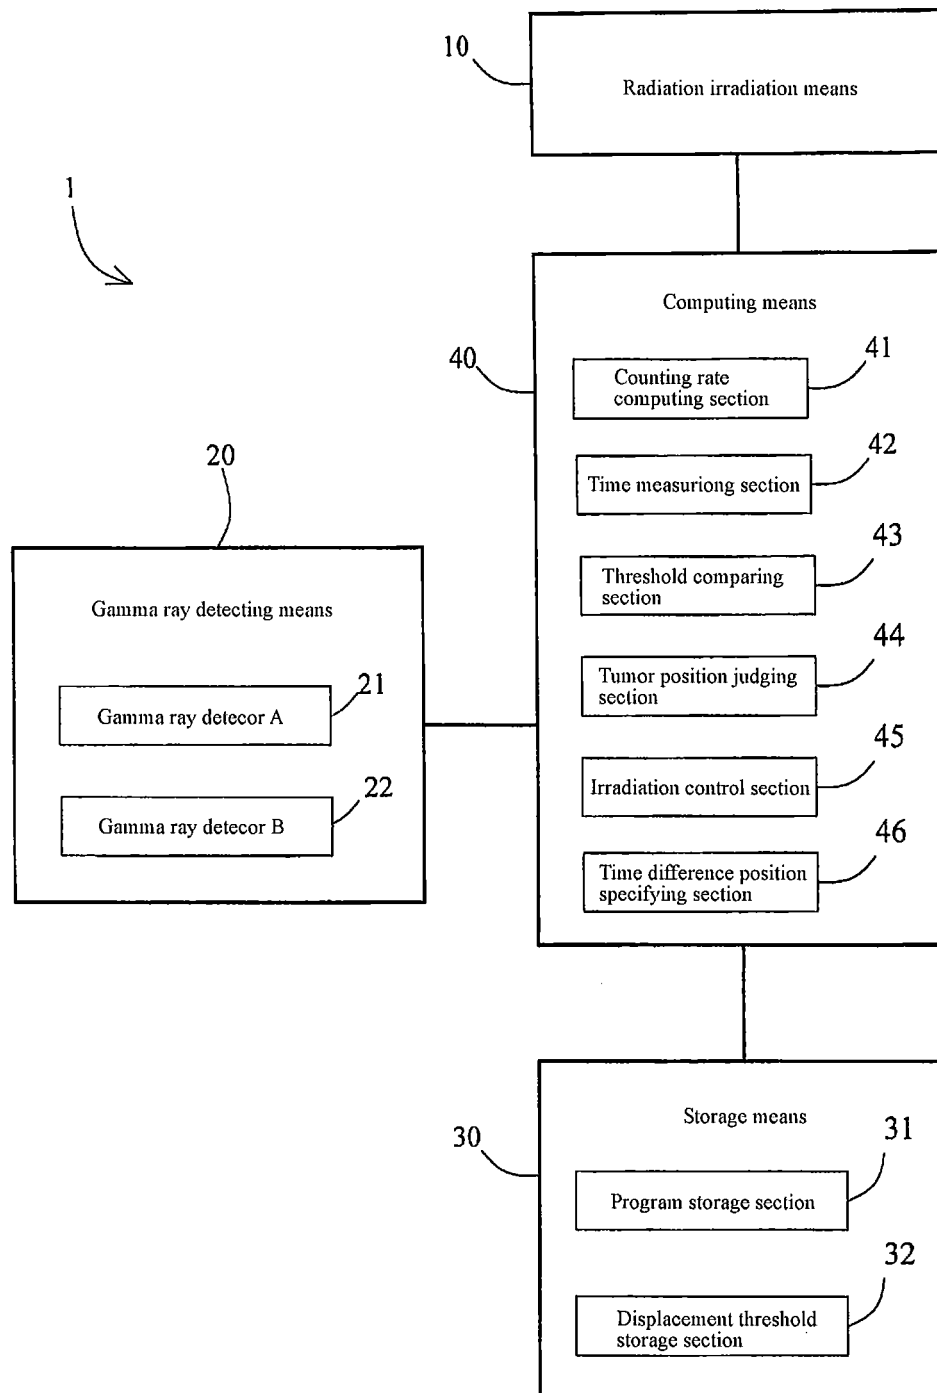 10
Radiation irradiation means
1
Computing means
40
41
Counting rate
computing section
42
Time measuriong section
20
43
Threshold comparing
section
Gamma ray detecting means
44
Tumor position judging
section
21
Gamma ray detecor A
45
Irradiation control section
22
Gamma ray detecor B
46
Time difference position
specifying section
Storage means
30
31
Program storage section
32
Displacement threshold
storage section